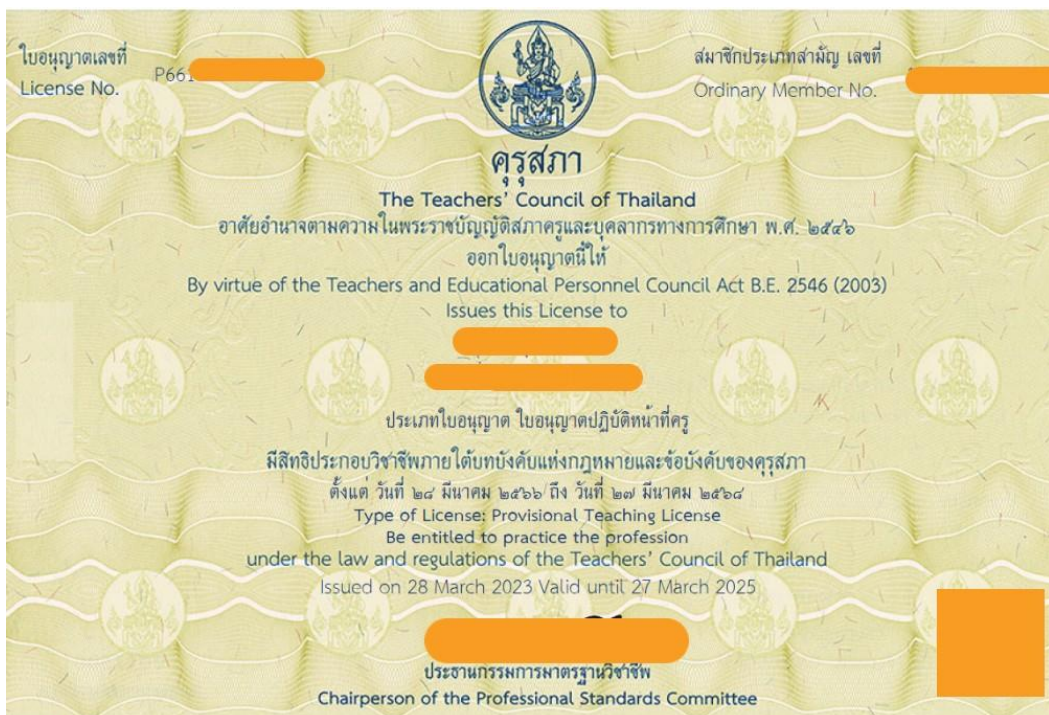 ใบอนุญาตเลขที่
License No. P661
สมาชิกประเภทสามัญ เลขที่
Ordinary Member No.
คุรุสภา
The Teachers' Council of Thailand
อาศัยอำนาจตามความในพระราชบัญญัติสภาครูและบุคลากรทางการศึกษา พ.ศ. ๒๕๔๖
ออกใบอนุญาตนี้ให้
By virtue of the Teachers and Educational Personnel Council Act B.E. 2546 (2003)
Issues this License to
ประเภทใบอนุญาต ใบอนุญาตปฏิบัติหน้าที่ครู
มีสิทธิประกอบวิชาชีพภายใต้บทบังคับแห่งกฎหมายและข้อบังคับของคุรุสภา
ตั้งแต่ วันที่ ๒๘ มีนาคม ๒๕๖๖ ถึง วันที่ ๒๗ มีนาคม ๒๕๖๘
Type of License: Provisional Teaching License
Be entitled to practice the profession
under the law and regulations of the Teachers' Council of Thailand
Issued on 28 March 2023 Valid until 27 March 2025
ประธานกรรมการมาตรฐานวิชาชีพ
Chairperson of the Professional Standards Committee